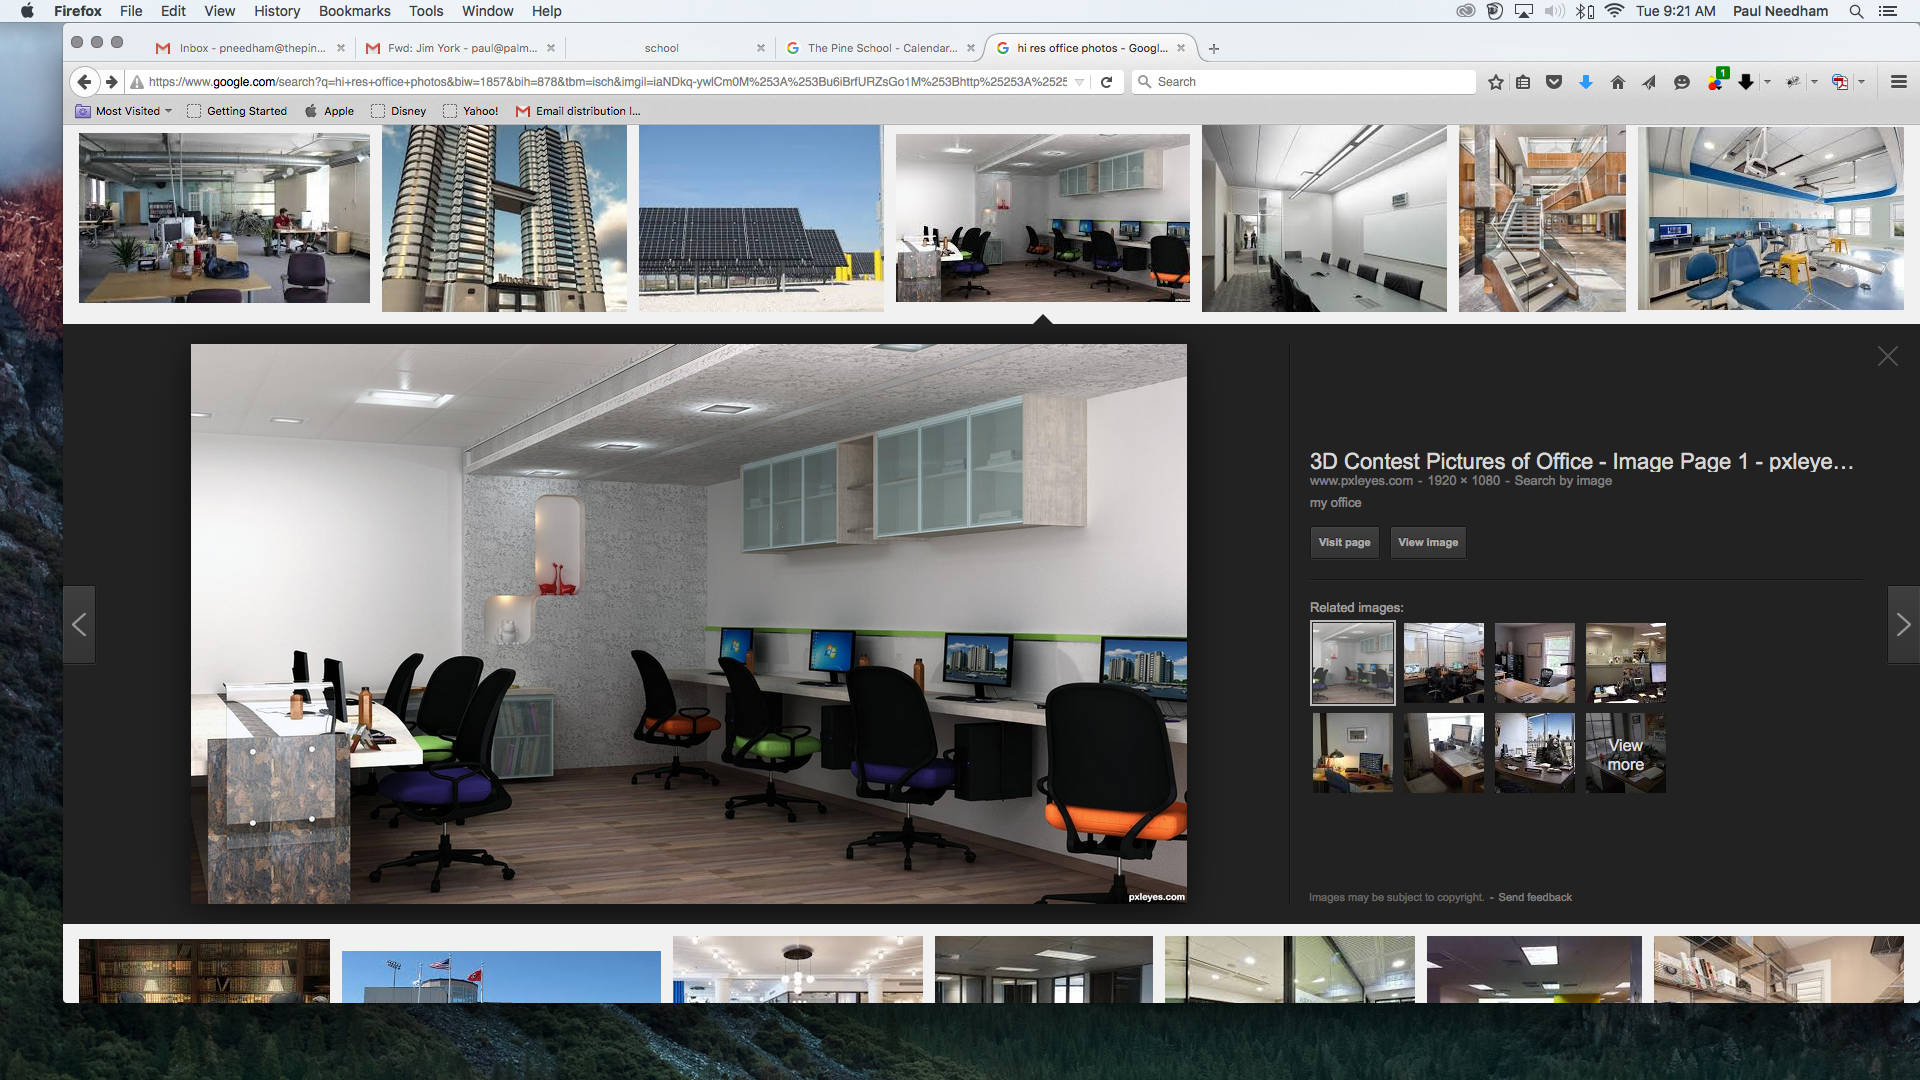 Firefox File Edit View History Bookmarks Tools Window Help Tue 9:21 AM Paul Needham
Inbox - pneedham@thepin... Fwd: Jim York - paul@palm... school The Pine School - Calendar... hi res office photos - Googl...
https://www.google.com/search?q=hi+res+office+photos&biw=1857&bih=878&tbm=isch&imgil=iaNDkq-ywlCm0M%253A%253Bu6iBrfURZsGo1M%253Bhttp%25253A%2525 Search 1
Most Visited Getting Started Apple Disney Yahoo! Email distribution l...
3D Contest Pictures of Office - Image Page 1 - pxleye...
www.pxleyes.com - 1920 × 1080 - Search by image
my office
Visit page View image
Related images:
View
more
pxleyes.com
Images may be subject to copyright. - Send feedback